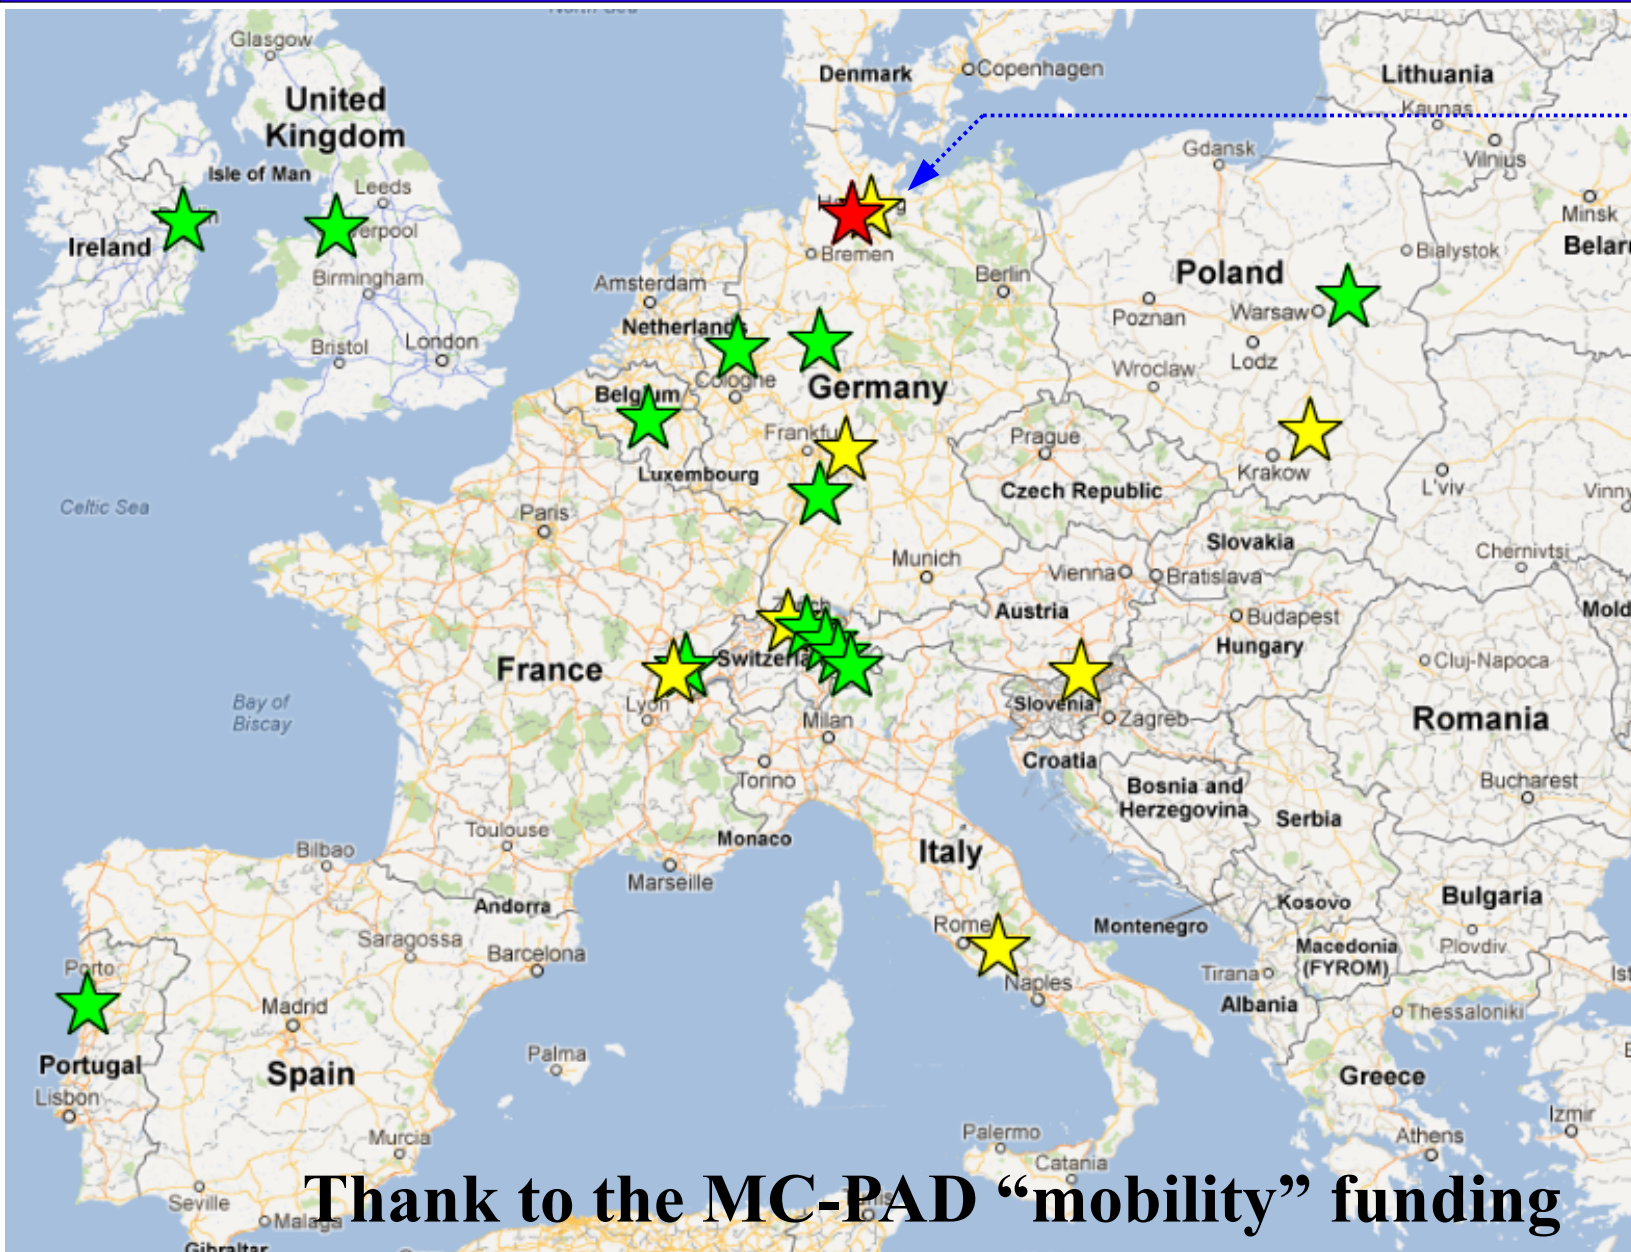 North Sea
Glasgow
Denmark
Copenhagen
Lithuania
Kaunas
United
Kingdom
Gdansk
Vilnius
Isle of Man
Leeds
Minsk
Ireland
Bremen
Poland
Bialystok
Birmingham
Amsterdam
Berlin
Warsaw
Poznan
Netherlands
Bristol
London
Lodz
Wroclaw
Cologne
Germany
Belgium
Prague
Krakow
L'viv
Luxembourg
Czech Republic
Celtic Sea
Paris
Slovakia
Chernivtsi
Munich
Vienna
Bratislava
Austria
Budapest
Hungary
France
Cluj-Napoca
Lyon
Bay of
Biscay
Milan
Slovenia
Zagreb
Romania
Croatia
Torino
Bosnia and
Herzegovina
Bucharest
Serbia
Toulouse
Monaco
Bilbao
Italy
Marseille
Andorra
Kosovo
Bulgaria
Saragossa
Barcelona
Rome
Montenegro
Macedonia
(FYROM)
Plovdiv
Porto
Tirana
Naples
Albania
Madrid
Thessaloniki
Portugal
Spain
Palma
Greece
Lisbon
Izmir
Murcia
Palermo
Athens
Catania
Seville
Thank to the MC-PAD “mobility” funding
Malaga
Gibraltar